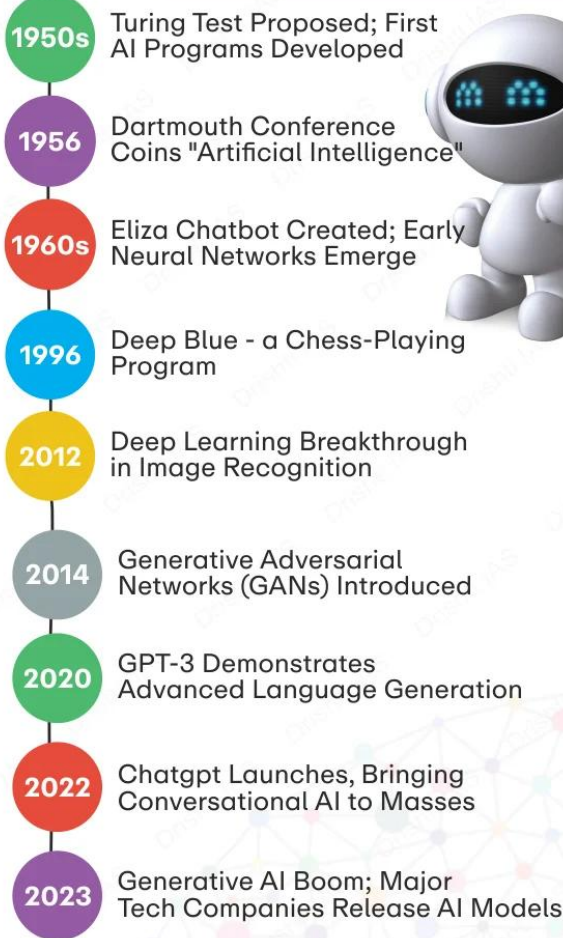 1950s
Turing Test Proposed; First
AI Programs Developed
1956
Dartmouth Conference
Coins "Artificial Intelligence"
1960s
Eliza Chatbot Created; Early
Neural Networks Emerge
1996
Deep Blue - a Chess-Playing
Program
2012
Deep Learning Breakthrough
in Image Recognition
2014
Generative Adversarial
Networks (GANs) Introduced
2020
GPT-3 Demonstrates
Advanced Language Generation
2022
Chatgpt Launches, Bringing
Conversational AI to Masses
2023
Generative AI Boom; Major
Tech Companies Release AI Models